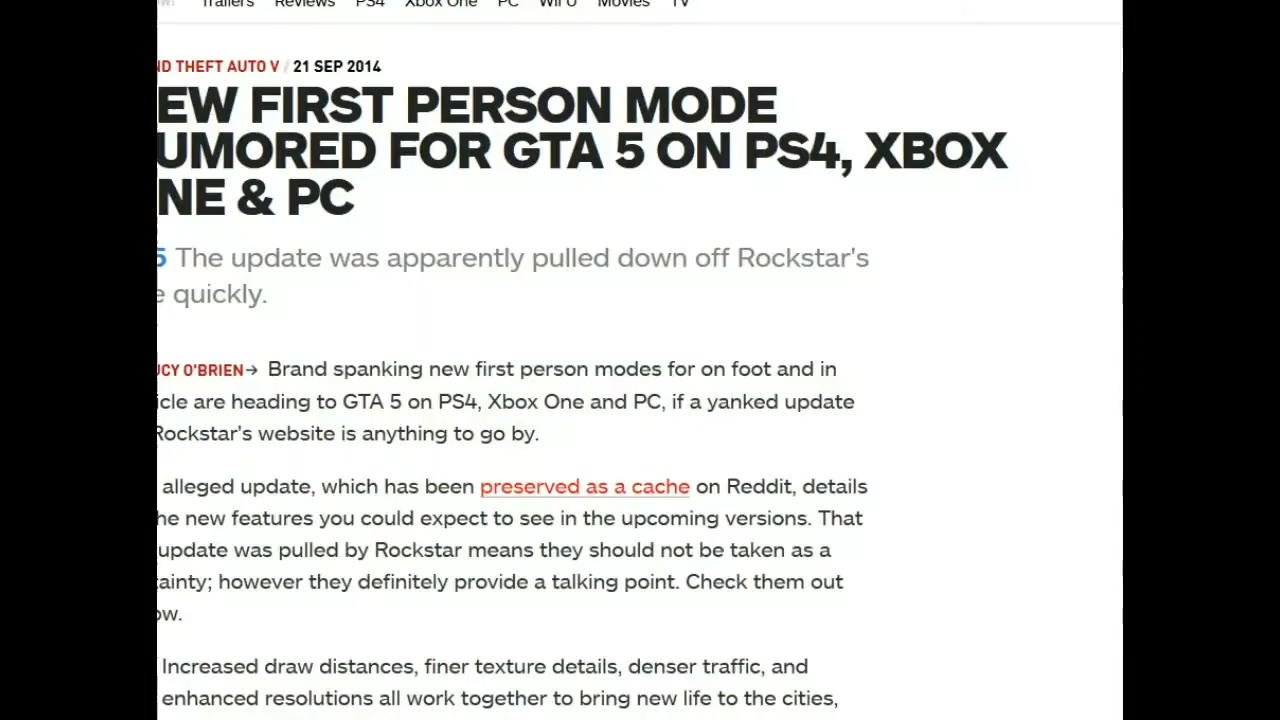 Trailers Reviews PS4 Xbox One PC Wii U Movies TV
ND THEFT AUTO V / 21 SEP 2014
EW FIRST PERSON MODE
UMORED FOR GTA 5 ON PS4, XBOX
NE & PC
5 The update was apparently pulled down off Rockstar's
e quickly.
UCY O'BRIEN→ Brand spanking new first person modes for on foot and in
icle are heading to GTA 5 on PS4, Xbox One and PC, if a yanked update
Rockstar's website is anything to go by.
alleged update, which has been preserved as a cache on Reddit, details
he new features you could expect to see in the upcoming versions. That
update was pulled by Rockstar means they should not be taken as a
tainty; however they definitely provide a talking point. Check them out
ow.
Increased draw distances, finer texture details, denser traffic, and
enhanced resolutions all work together to bring new life to the cities,